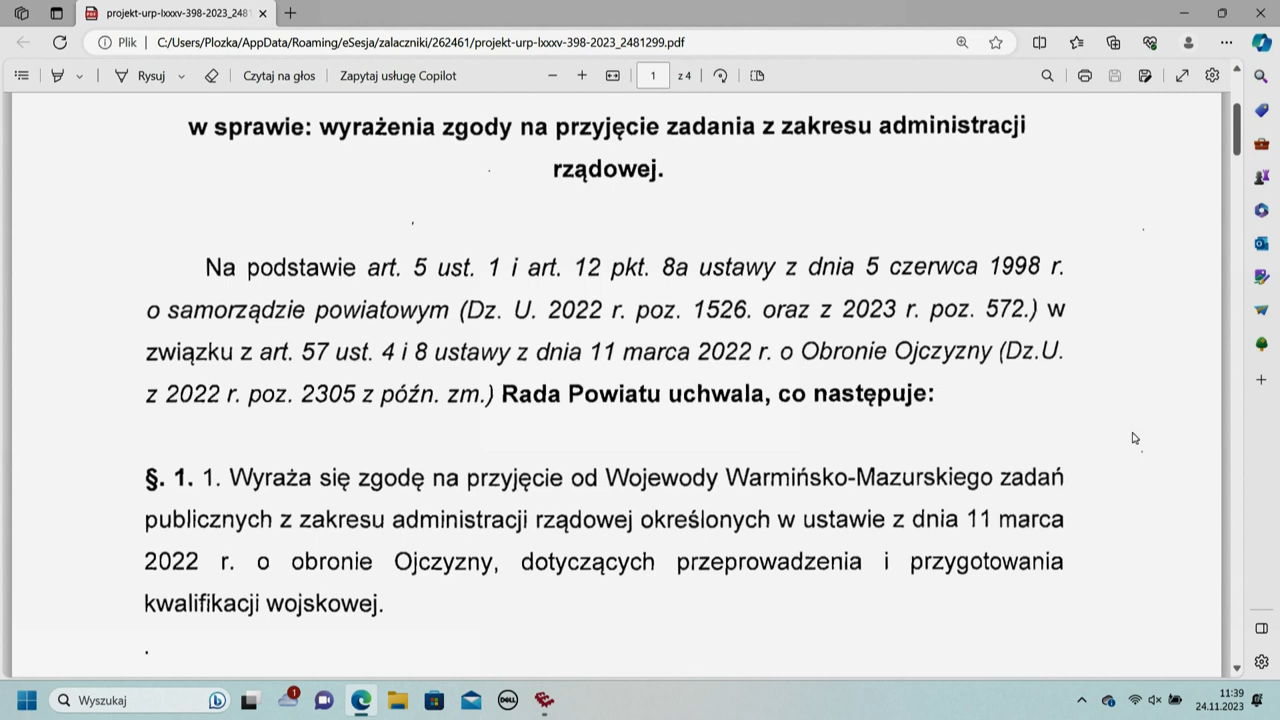 projekt-urp-lxxxv-398-2023_2481
Plik
C:/Users/Plozka/AppData/Roaming/eSesja/zalaczniki/262461/projekt-urp-lxxxv-398-2023_2481299.pdf
Rysuj
Czytaj na głos
Zapytaj usługę Copilot
1
z 4
w sprawie: wyrażenia zgody na przyjęcie zadania z zakresu administracji
rządowej.
Na podstawie art. 5 ust. 1 i art. 12 pkt. 8a ustawy z dnia 5 czerwca 1998 r.
o samorządzie powiatowym (Dz. U. 2022 r. poz. 1526. oraz z 2023 r. poz. 572.) w
związku z art. 57 ust. 4 i 8 ustawy z dnia 11 marca 2022 r. o Obronie Ojczyzny (Dz.U.
z 2022 r. poz. 2305 z późn. zm.) Rada Powiatu uchwala, co następuje:
§. 1. 1. Wyraża się zgodę na przyjęcie od Wojewody Warmińsko-Mazurskiego zadań
publicznych z zakresu administracji rządowej określonych w ustawie z dnia 11 marca
2022 r. o obronie Ojczyzny, dotyczących przeprowadzenia i przygotowania
kwalifikacji wojskowej.
.
Wyszukaj
1
DELL
11:39
24.11.2023